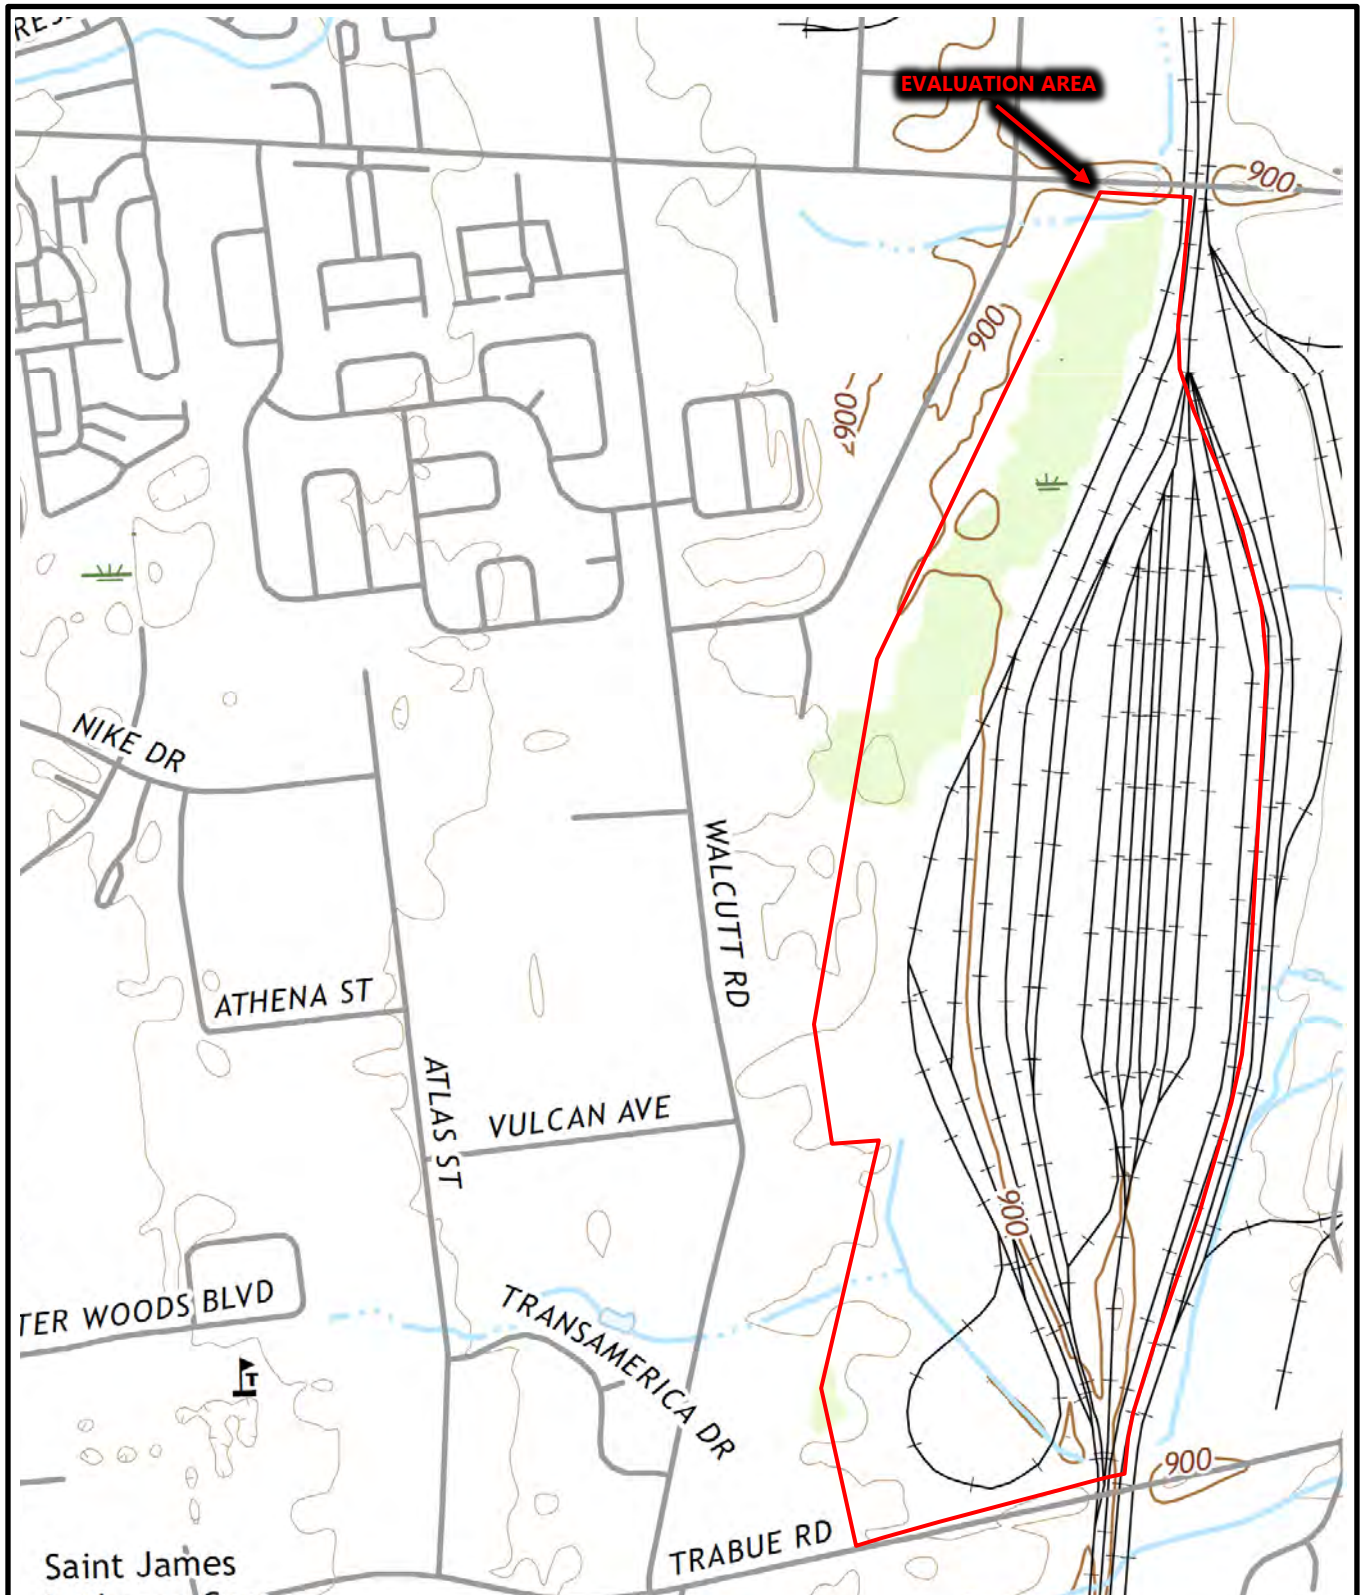 EVALUATION AREA
900
900
900
NIKE DR
WALCUTT RD
ATHENA ST
ATLAS ST
VULCAN AVE
900
TER WOODS BLVD
TRANSAMERICA DR
T
900
TRABUE RD
Saint James